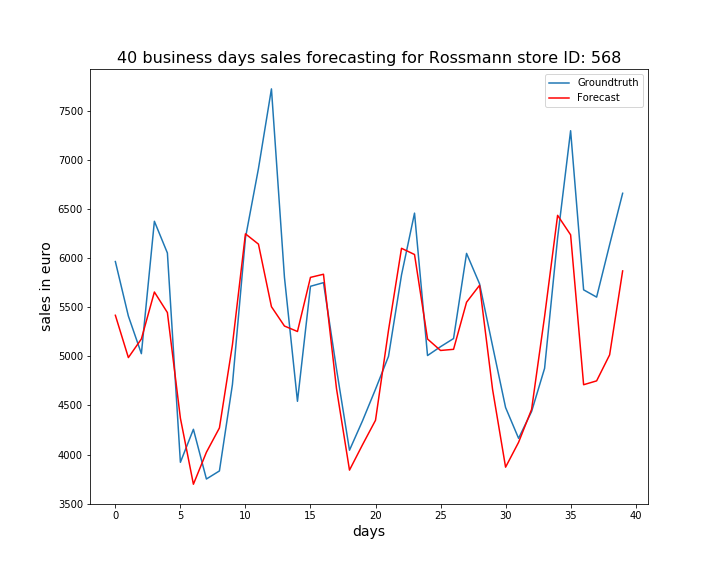 40 business days sales forecasting for Rossmann store ID: 568
Groundtruth
Forecast
sales in euro
7500
7000
6500
6000
5500
5000
4500
4000
3500
0 5 10 15 20 25 30 35 40
days